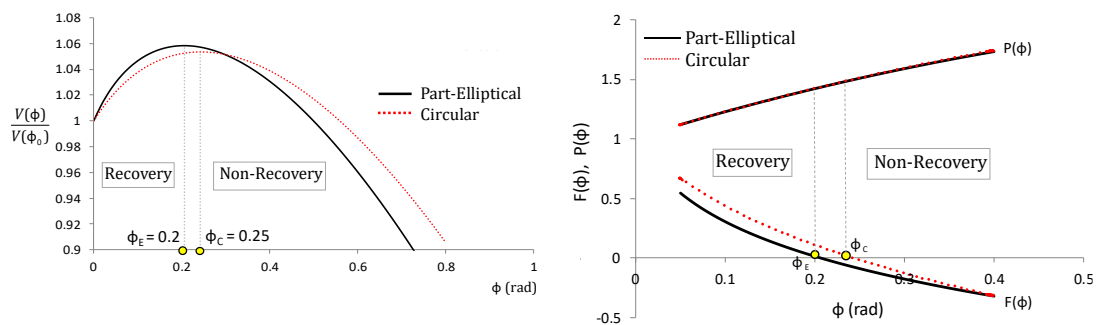 1.08
1.06
1.04
1.02
1
0.98
0.96
0.94
0.92
0.9
V(ϕ)
V(ϕ₀)
Part-Elliptical
Circular
Recovery
Non-Recovery
ϕE = 0.2
ϕC = 0.25
0
0.2
0.4
0.6
0.8
1
ϕ (rad)
2
1.5
1
0.5
0
-0.5
F(ϕ), P(ϕ)
Part-Elliptical
Circular
P(ϕ)
Recovery
Non-Recovery
ϕE
ϕC
0
0.1
0.2
0.3
0.4
0.5
ϕ (rad)
F(ϕ)